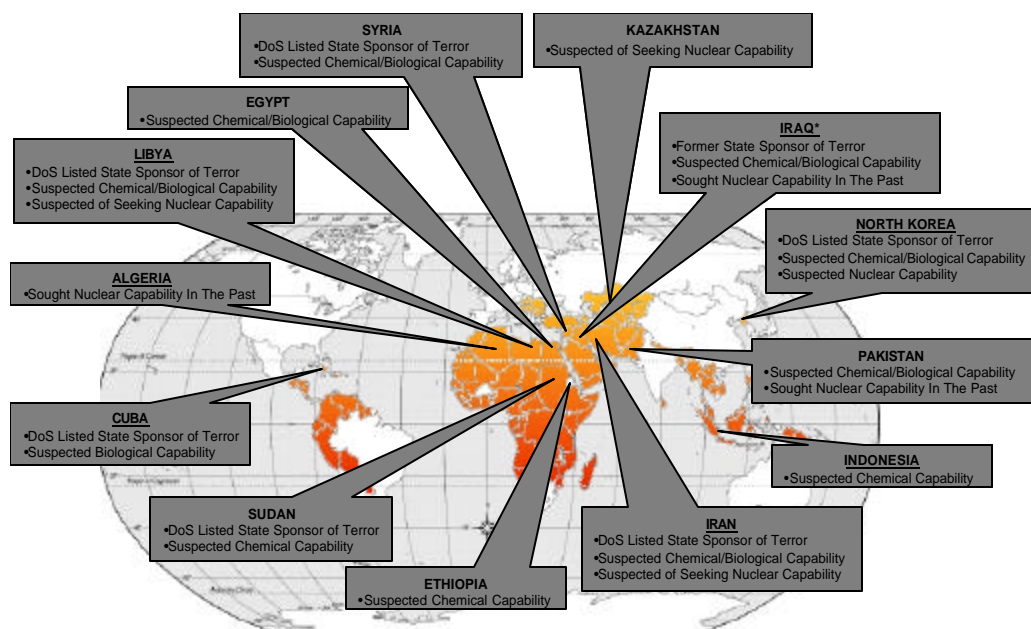 SYRIA
•DoS Listed State Sponsor of Terror
•Suspected Chemical/Biological Capability
KAZAKHSTAN
•Suspected of Seeking Nuclear Capability
EGYPT
•Suspected Chemical/Biological Capability
IRAQ*
•Former State Sponsor of Terror
•Suspected Chemical/Biological Capability
•Sought Nuclear Capability In The Past
LIBYA
•DoS Listed State Sponsor of Terror
•Suspected Chemical/Biological Capability
•Suspected of Seeking Nuclear Capability
NORTH KOREA
•DoS Listed State Sponsor of Terror
•Suspected Chemical/Biological Capability
•Suspected Nuclear Capability
ALGERIA
•Sought Nuclear Capability In The Past
PAKISTAN
•Suspected Chemical/Biological Capability
•Sought Nuclear Capability In The Past
CUBA
•DoS Listed State Sponsor of Terror
•Suspected Biological Capability
INDONESIA
•Suspected Chemical Capability
SUDAN
•DoS Listed State Sponsor of Terror
•Suspected Chemical Capability
IRAN
•DoS Listed State Sponsor of Terror
•Suspected Chemical/Biological Capability
•Suspected of Seeking Nuclear Capability
ETHIOPIA
•Suspected Chemical Capability